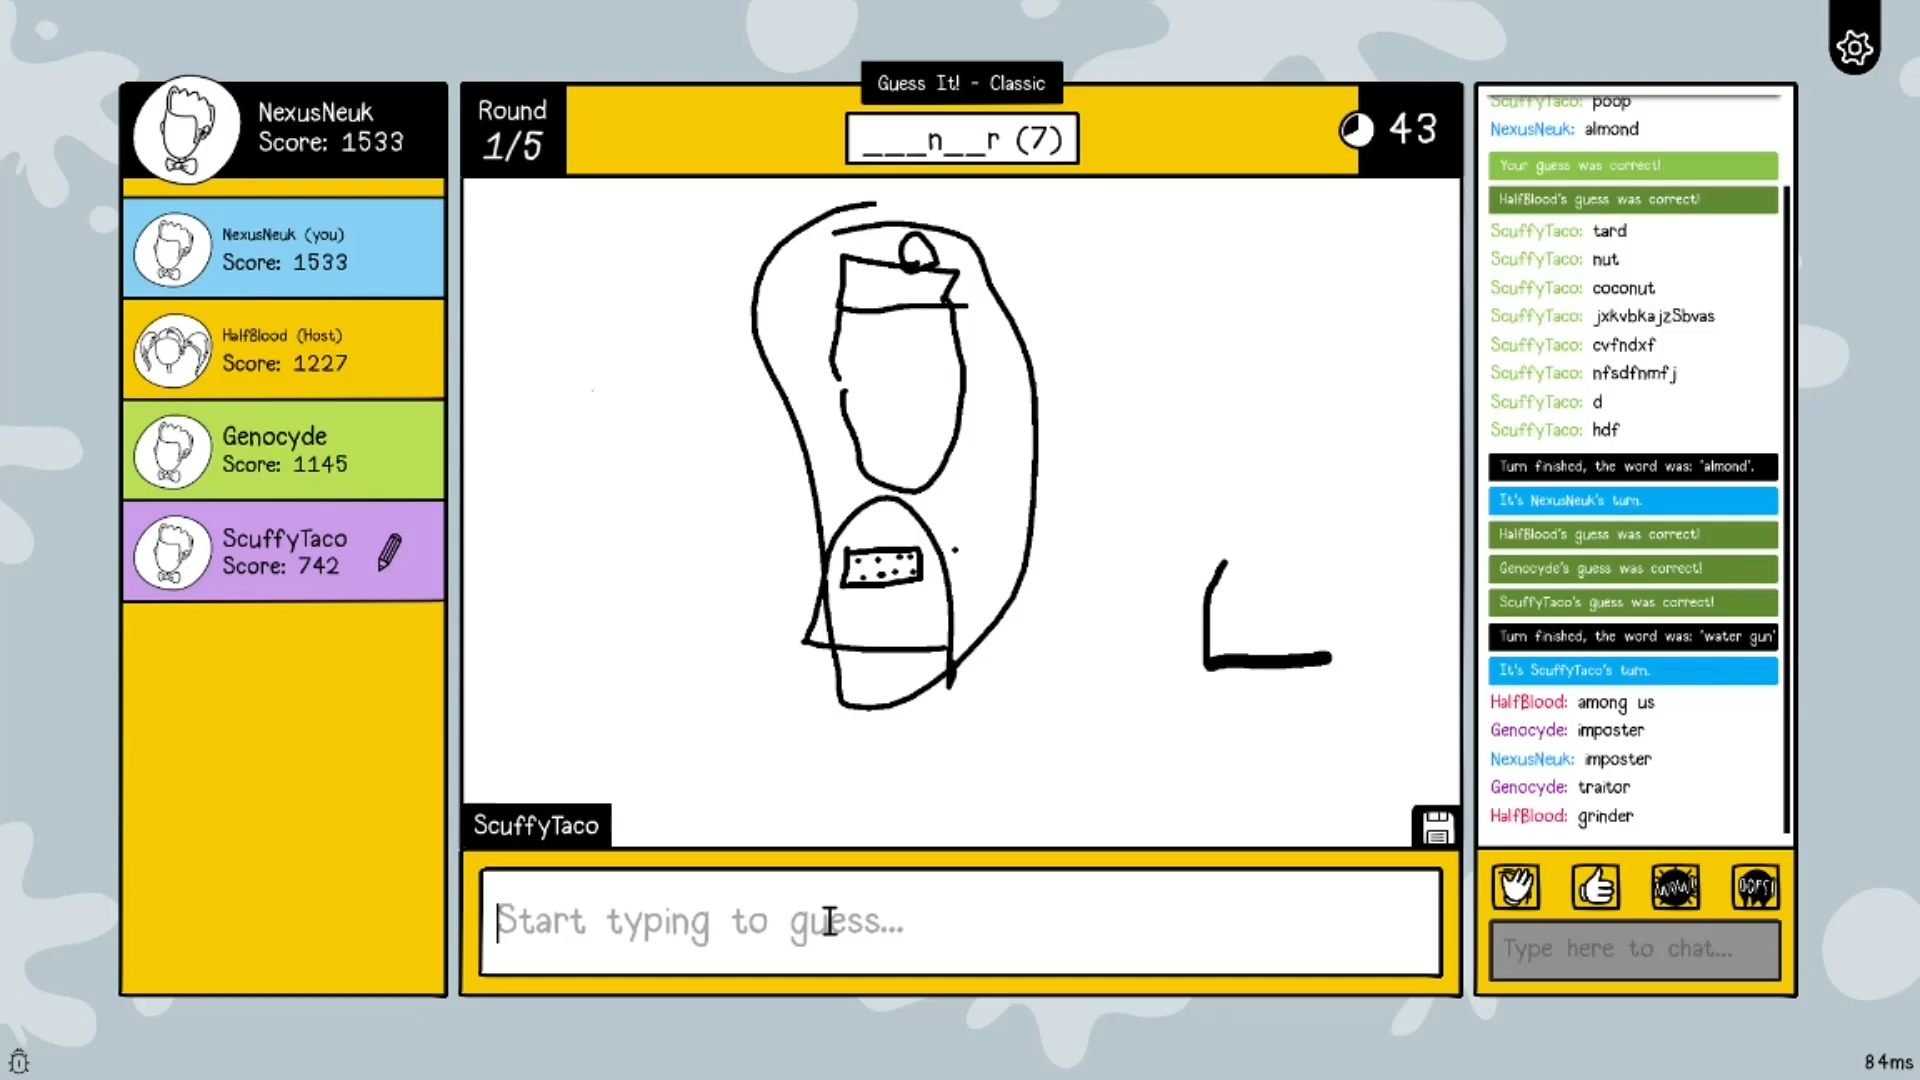 Guess It! - Classic
NexusNeuk
Score: 1533
Round
1/5
___n__r (7)
43
NexusNeuk (you)
Score: 1533
HalfBlood (Host)
Score: 1227
Genocyde
Score: 1145
ScuffyTaco
Score: 742
ScuffyTaco
Start typing to guess...
ScuffyTaco: poop
NexusNeuk: almond
Your guess was correct!
HalfBlood's guess was correct!
ScuffyTaco: tard
ScuffyTaco: nut
ScuffyTaco: coconut
ScuffyTaco: jxkvbkajzSbvas
ScuffyTaco: cvfndxf
ScuffyTaco: nfsdfnmfj
ScuffyTaco: d
ScuffyTaco: hdf
Turn finished, the word was: 'almond'.
It's NexusNeuk's turn.
HalfBlood's guess was correct!
Genocyde's guess was correct!
ScuffyTaco's guess was correct!
Turn finished, the word was: 'water gun'
It's ScuffyTaco's turn.
HalfBlood: among us
Genocyde: imposter
NexusNeuk: imposter
Genocyde: traitor
HalfBlood: grinder
WOW!
OOPS!
Type here to chat...
84ms